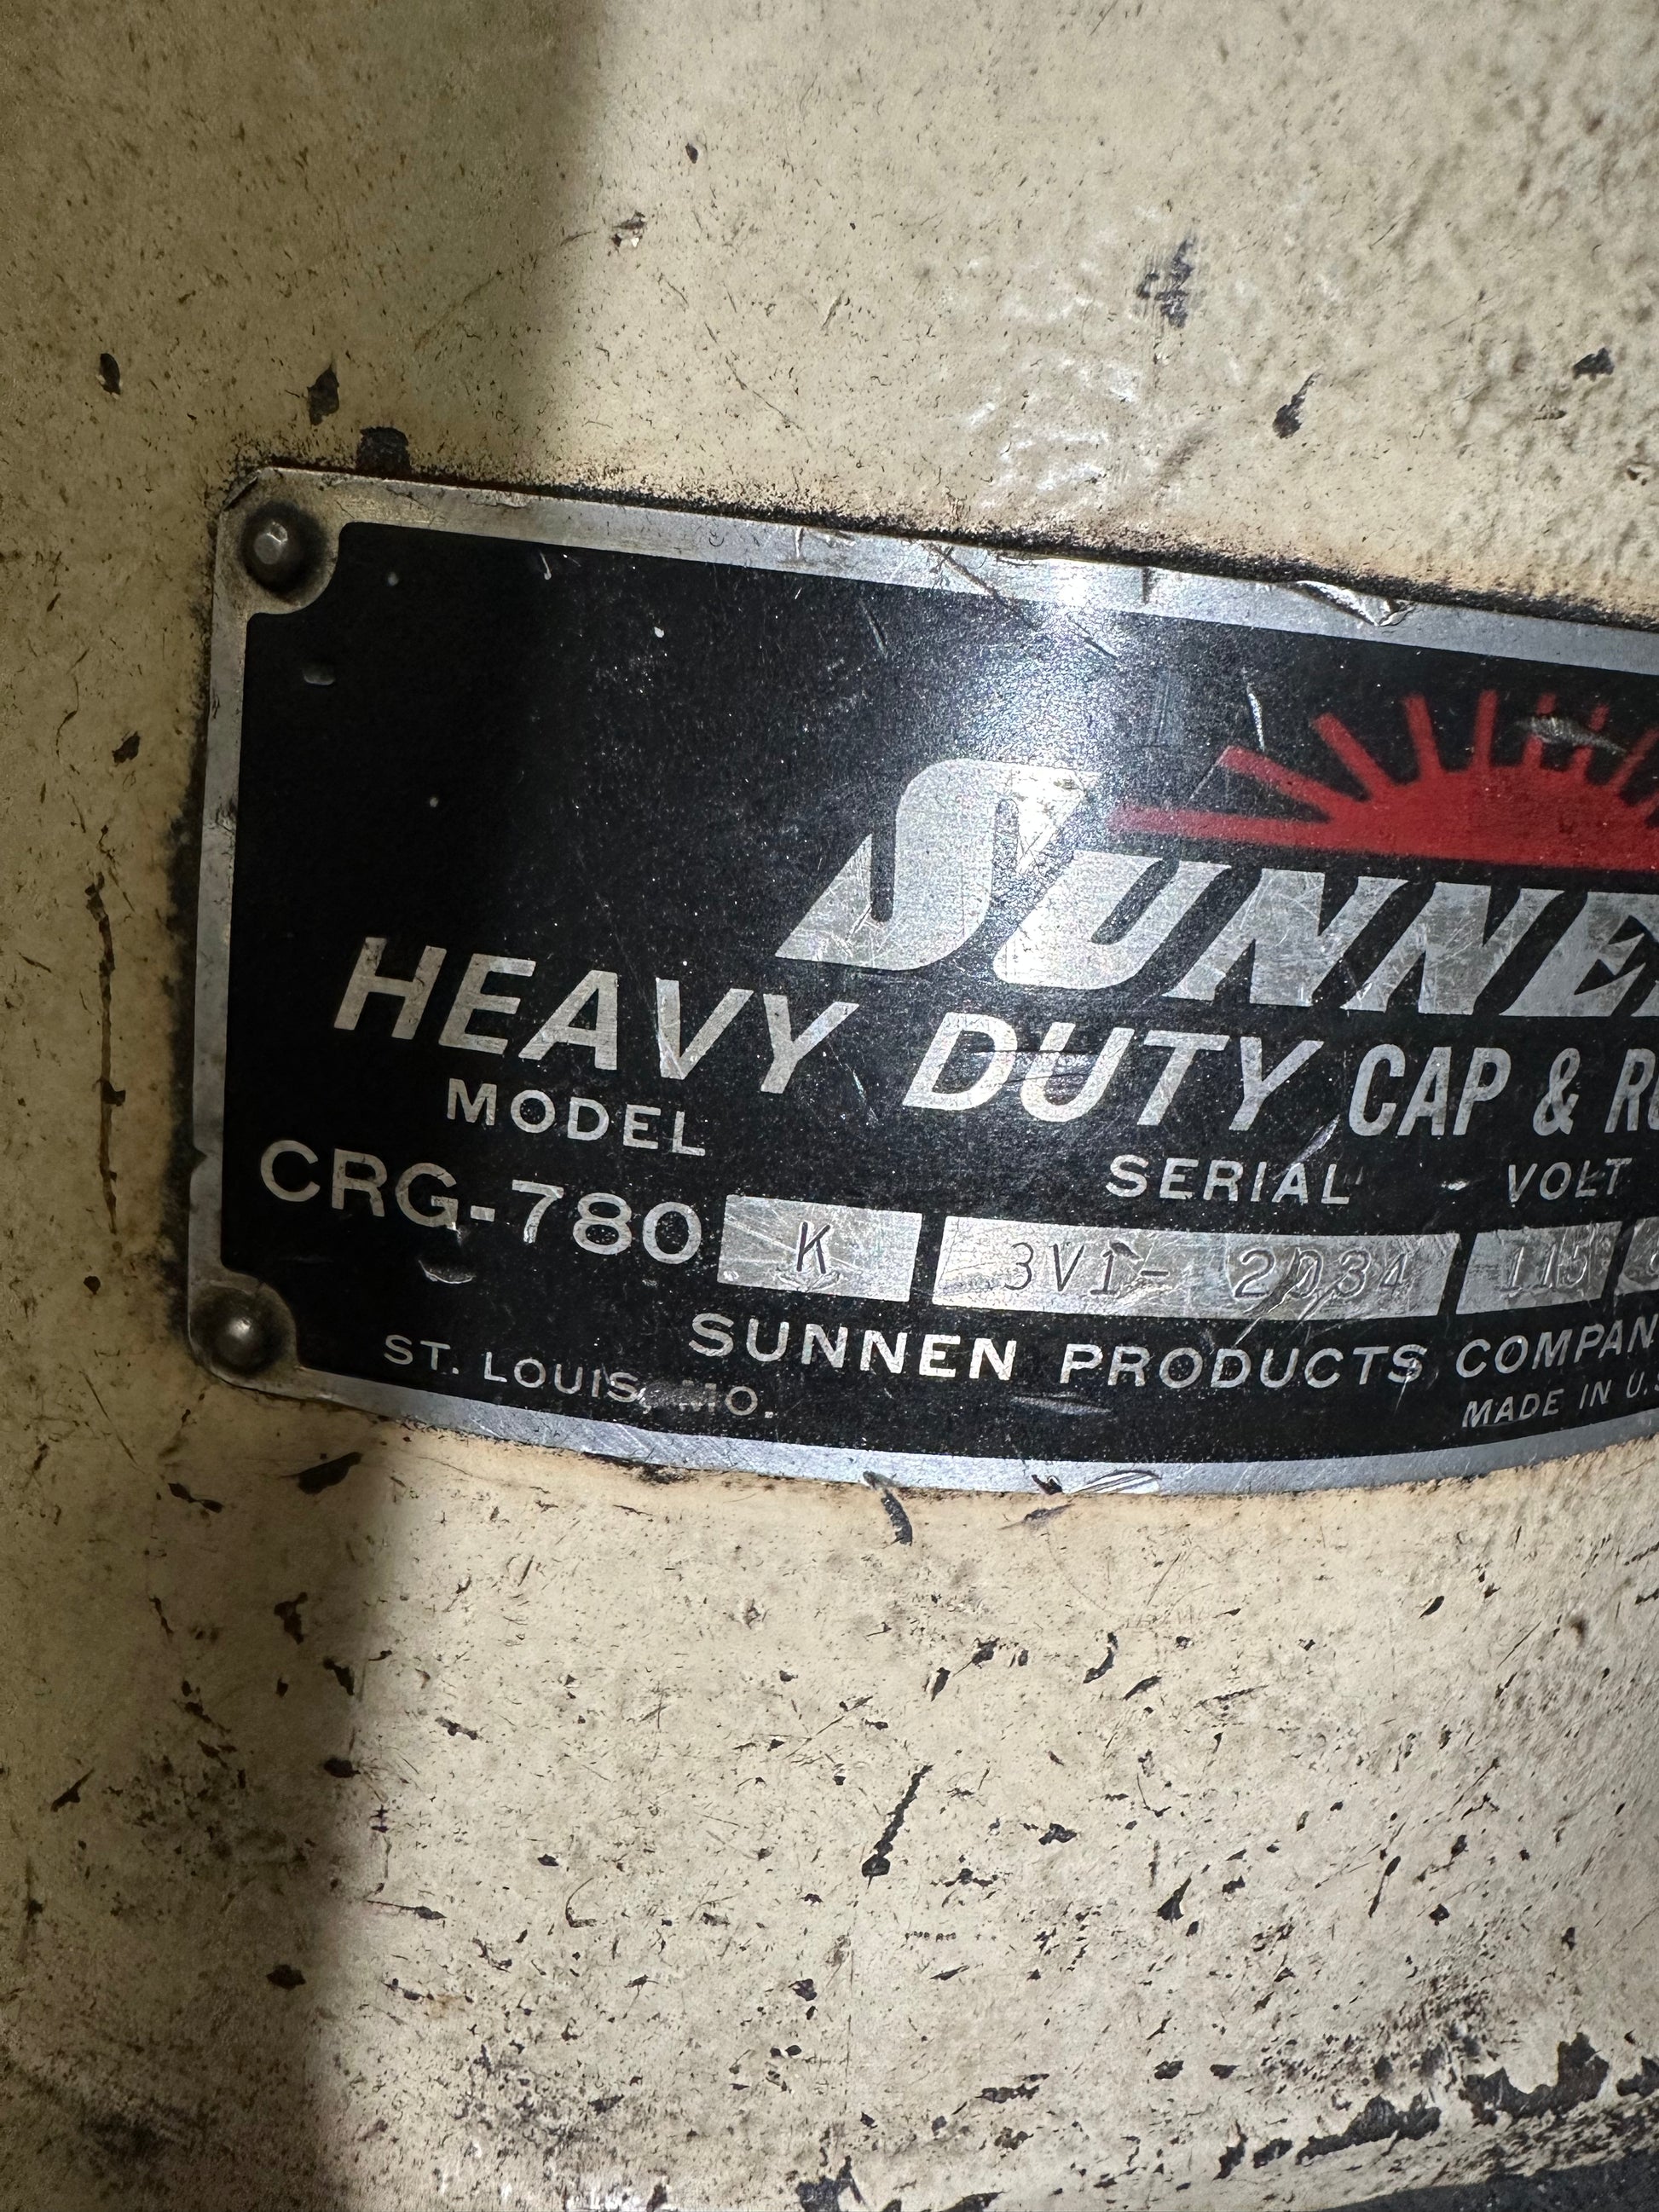 SUNNE
HEAVY DUTY CAP & R
MODEL SERIAL VOLT
CRG-780 K 3V1- 2034 115
SUNNEN PRODUCTS COMPAN
ST. LOUIS, MO. MADE IN U.S